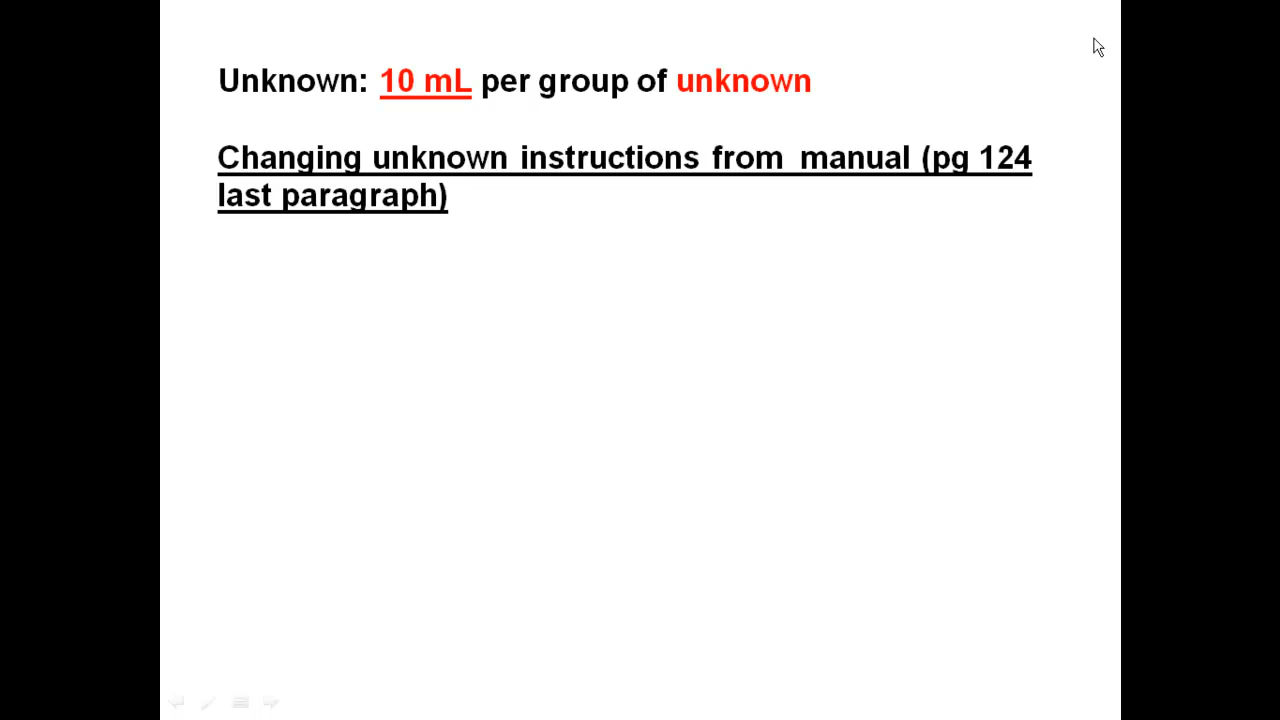 Unknown: 10 mL per group of unknown
Changing unknown instructions from manual (pg 124
last paragraph)